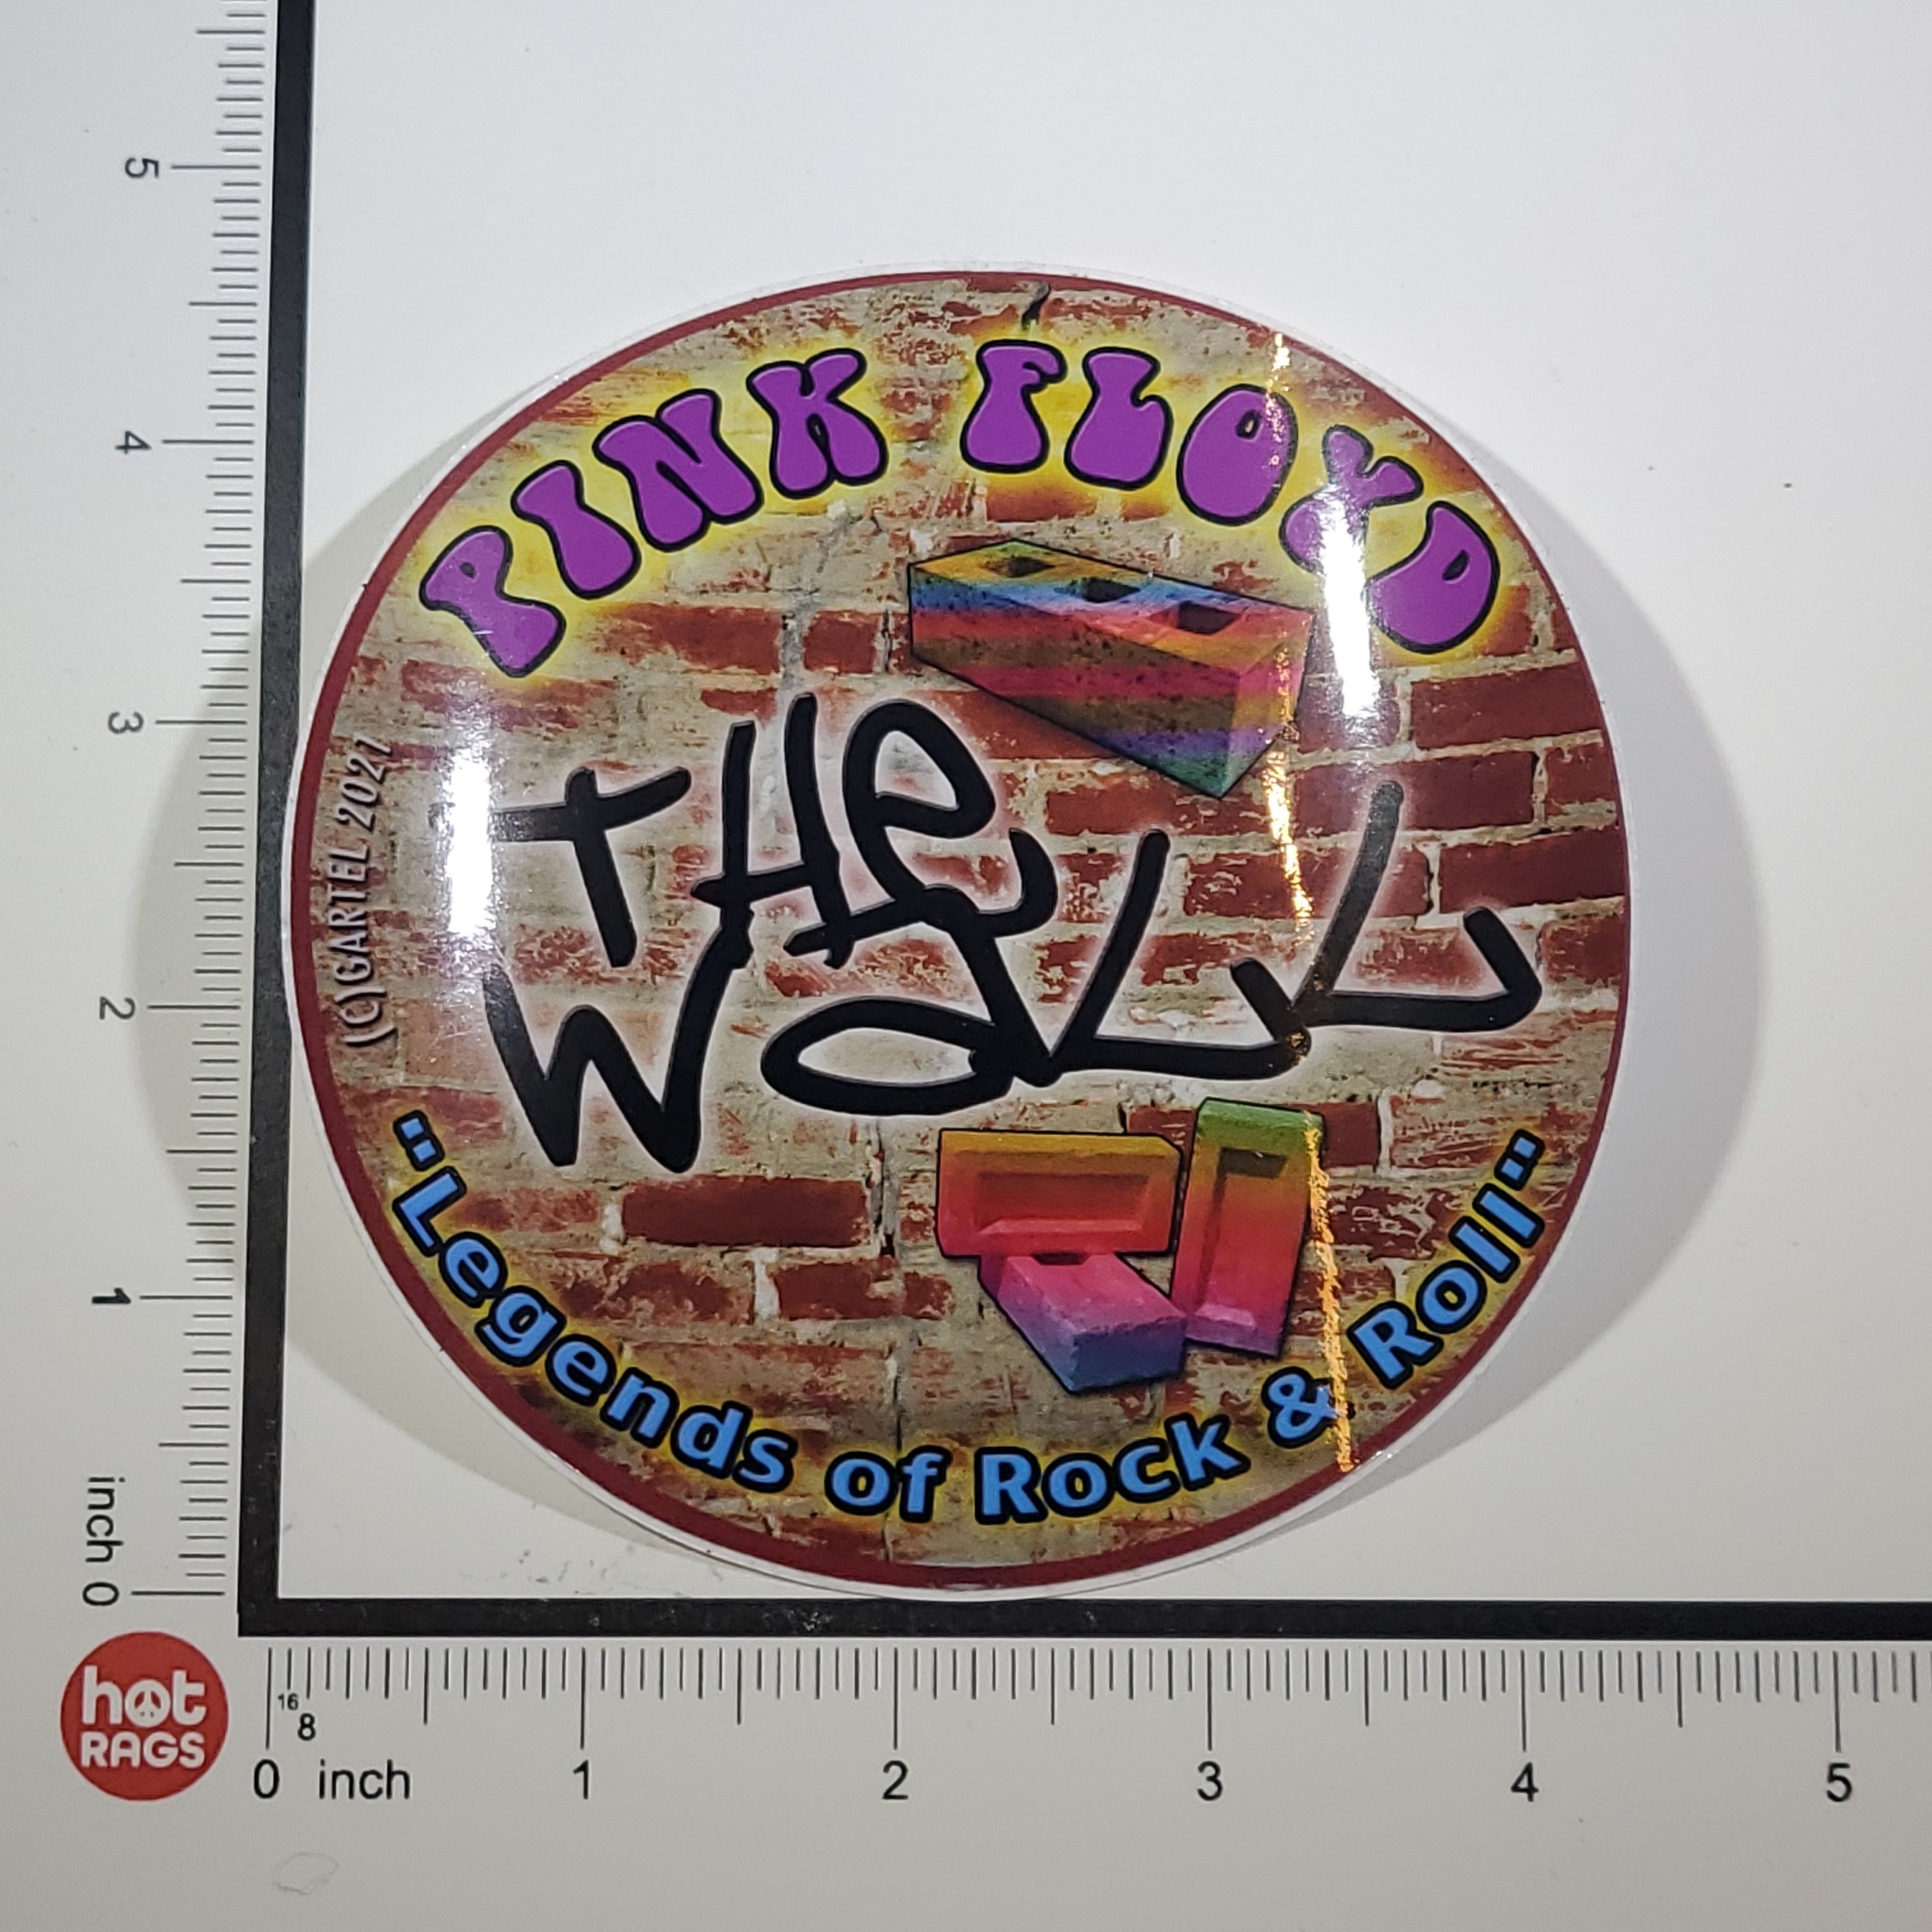 PINK FLOYD
THe
WaLL
(C)GARTEL 2021
"Legends of Rock & Roll"
5
4
3
2
1
inch 0
hot
RAGS
16
8
0 inch 1 2 3 4 5